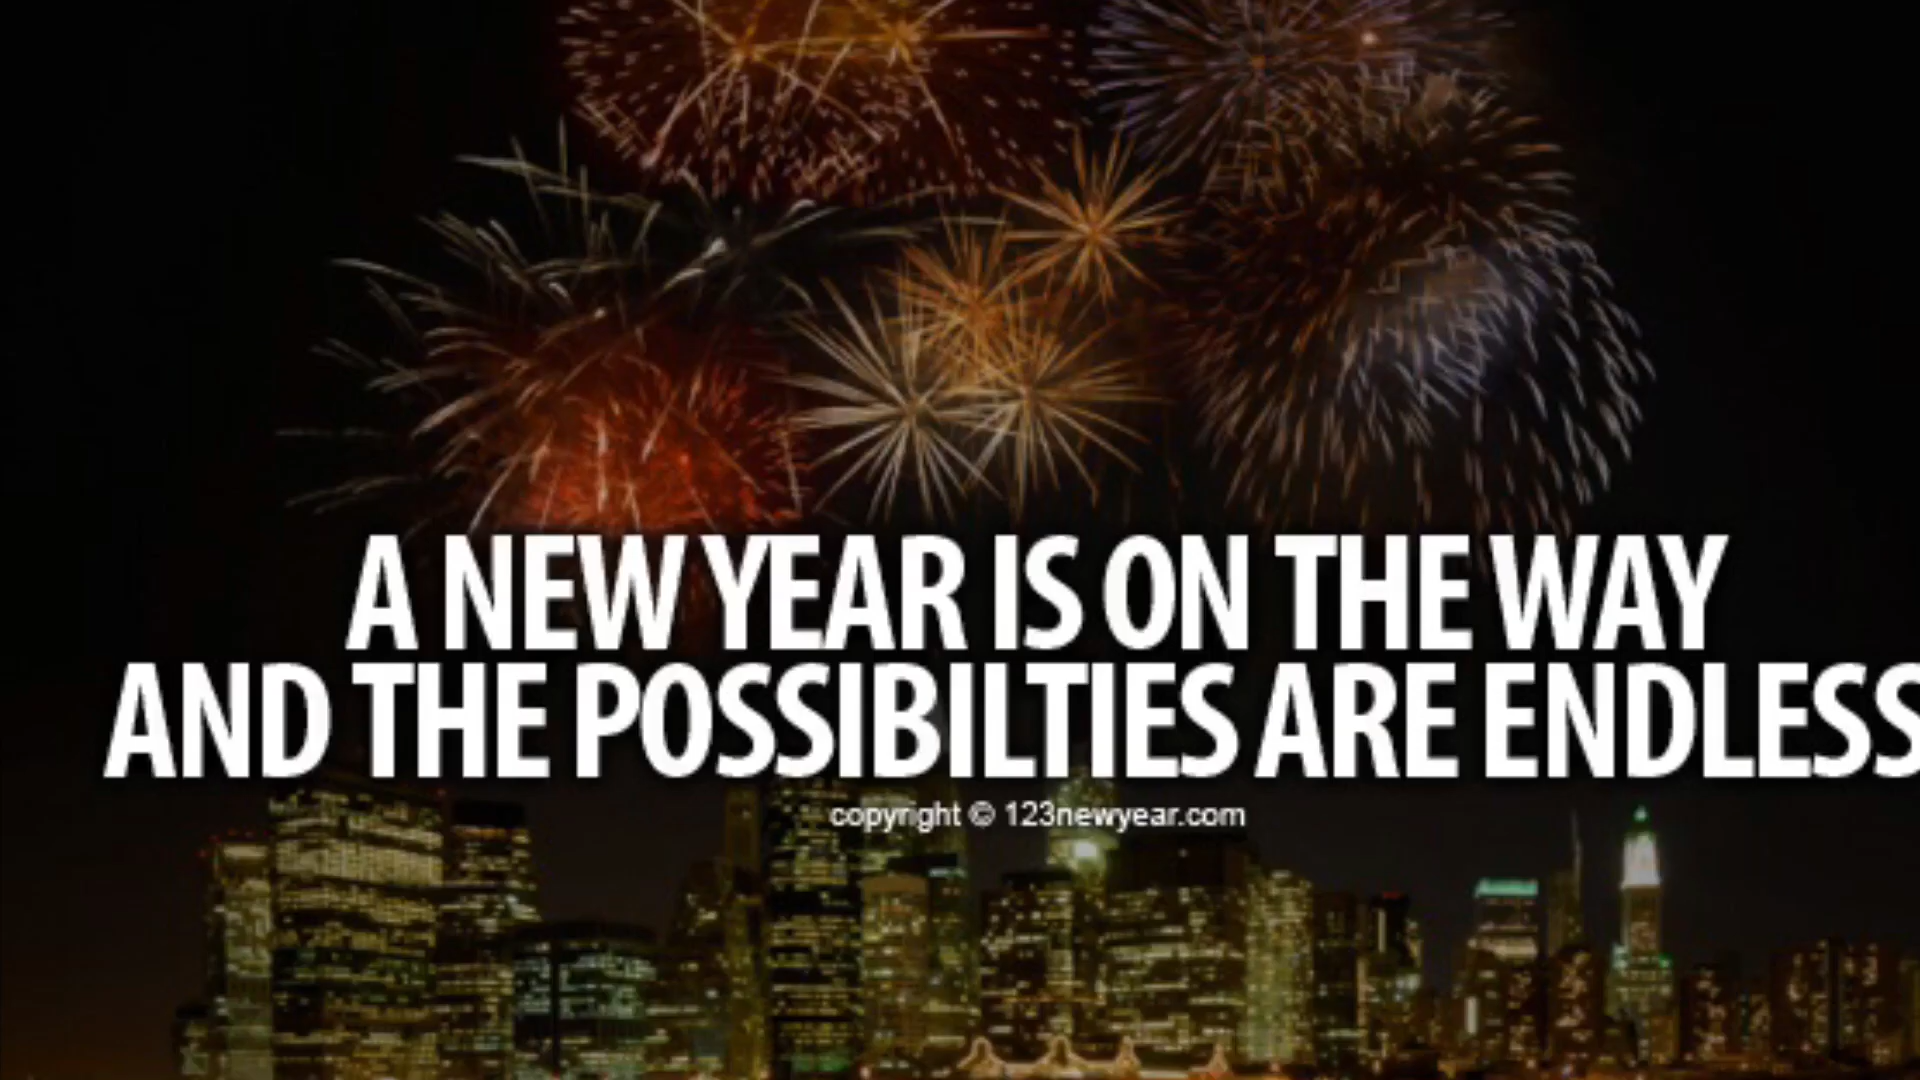 A NEW YEAR IS ON THE WAY
AND THE POSSIBILTIES ARE ENDLESS
copyright © 123newyear.com